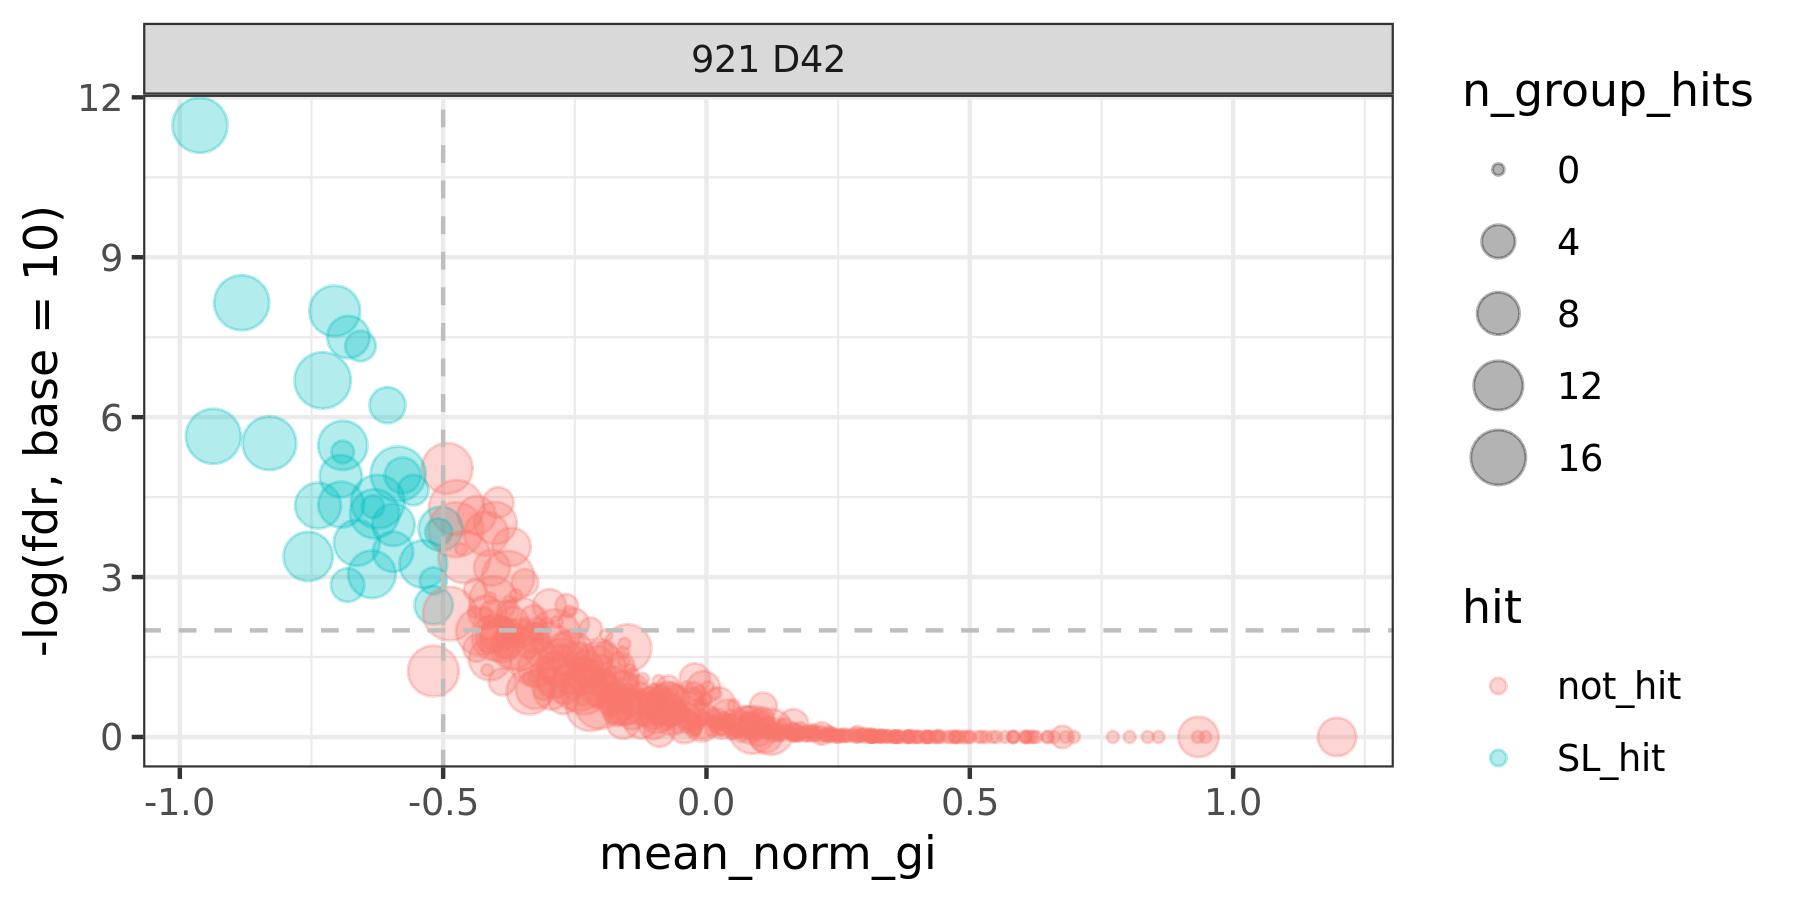 921 D42
12
9
6
3
0
-log(fdr, base = 10)
-1.0 -0.5 0.0 0.5 1.0
mean_norm_gi
n_group_hits
0
4
8
12
16
hit
not_hit
SL_hit